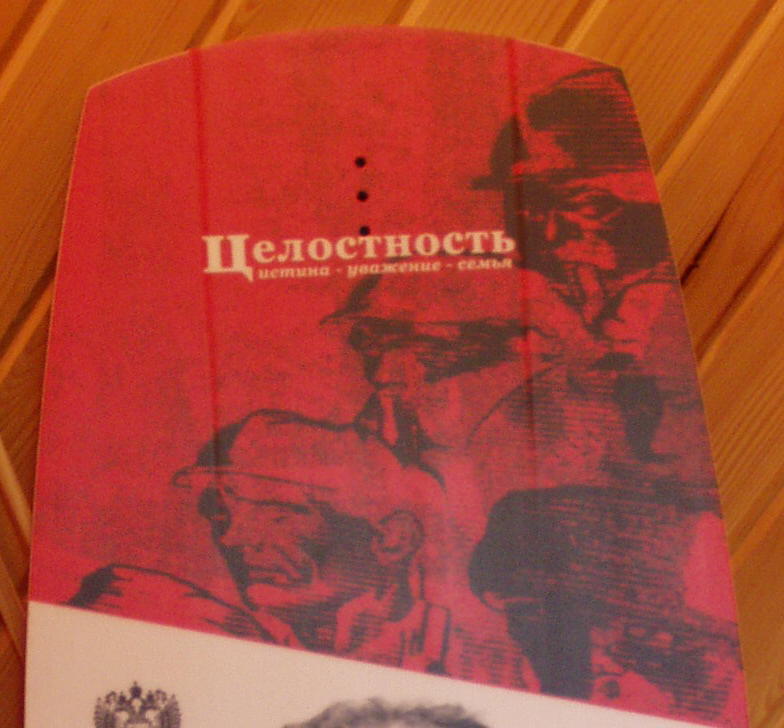 Целостность
истина - уважение - семья